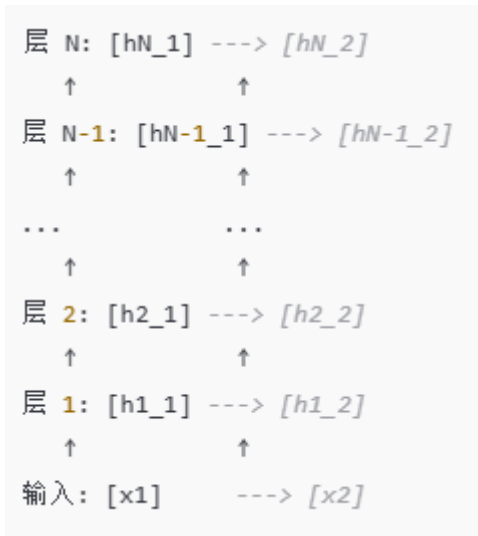 层 N: [hN_1] ---> [hN_2]
↑ ↑
层 N-1: [hN-1_1] ---> [hN-1_2]
↑ ↑
... ...
↑ ↑
层 2: [h2_1] ---> [h2_2]
↑ ↑
层 1: [h1_1] ---> [h1_2]
↑ ↑
输入: [x1] ---> [x2]